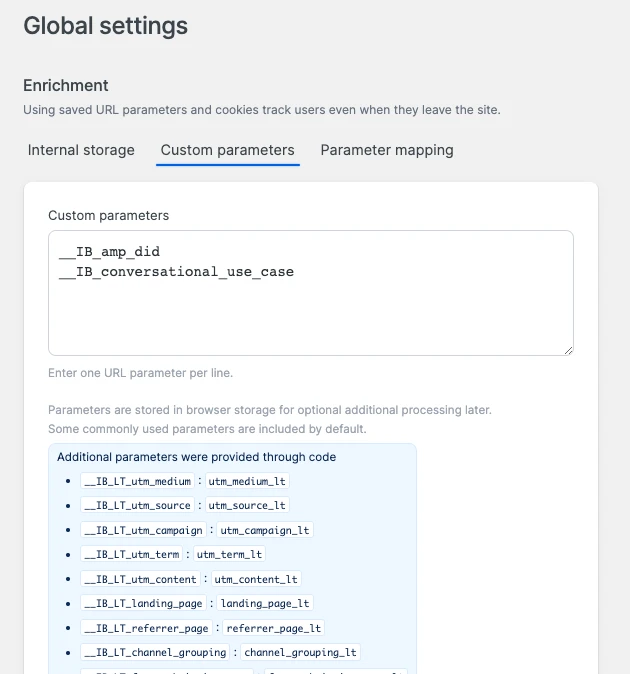 Global settings
Enrichment
Using saved URL parameters and cookies track users even when they leave the site.
Internal storage Custom parameters Parameter mapping
Custom parameters
__IB_amp_did
__IB_conversational_use_case
Enter one URL parameter per line.
Parameters are stored in browser storage for optional additional processing later.
Some commonly used parameters are included by default.
Additional parameters were provided through code
• __IB_LT_utm_medium : utm_medium_lt
• __IB_LT_utm_source : utm_source_lt
• __IB_LT_utm_campaign : utm_campaign_lt
• __IB_LT_utm_term : utm_term_lt
• __IB_LT_utm_content : utm_content_lt
• __IB_LT_landing_page : landing_page_lt
• __IB_LT_referrer_page : referrer_page_lt
• __IB_LT_channel_grouping : channel_grouping_lt